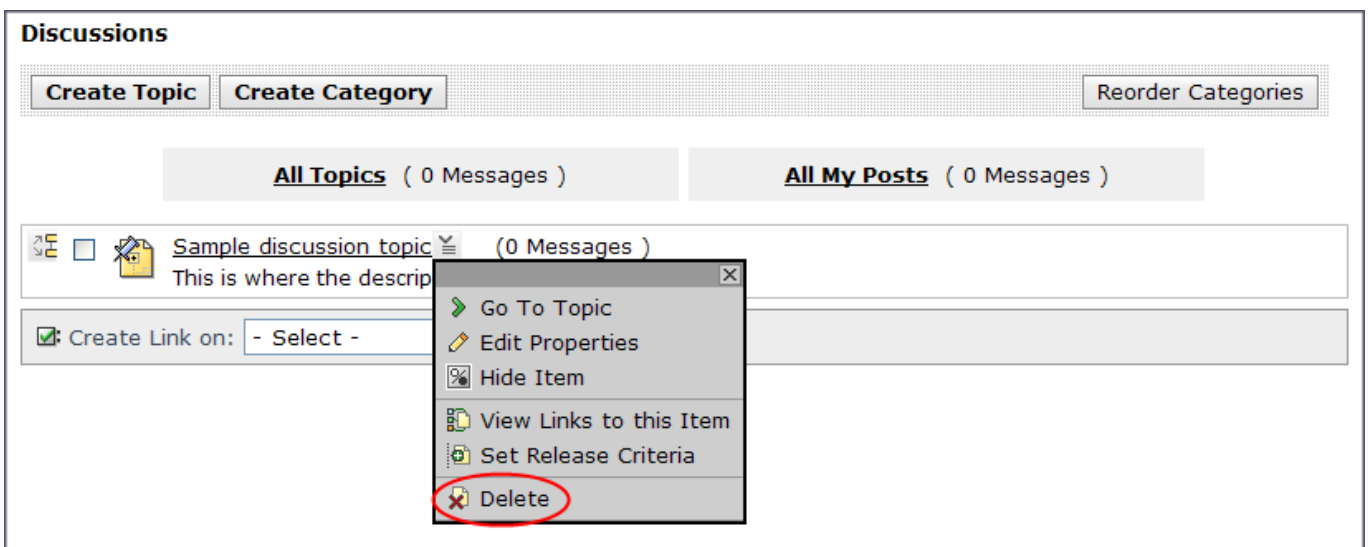 Discussions
Create Topic Create Category Reorder Categories
All Topics ( 0 Messages ) All My Posts ( 0 Messages )
Sample discussion topic (0 Messages )
This is where the descrip
Go To Topic
Create Link on: - Select -
Edit Properties
Hide Item
View Links to this Item
Set Release Criteria
Delete